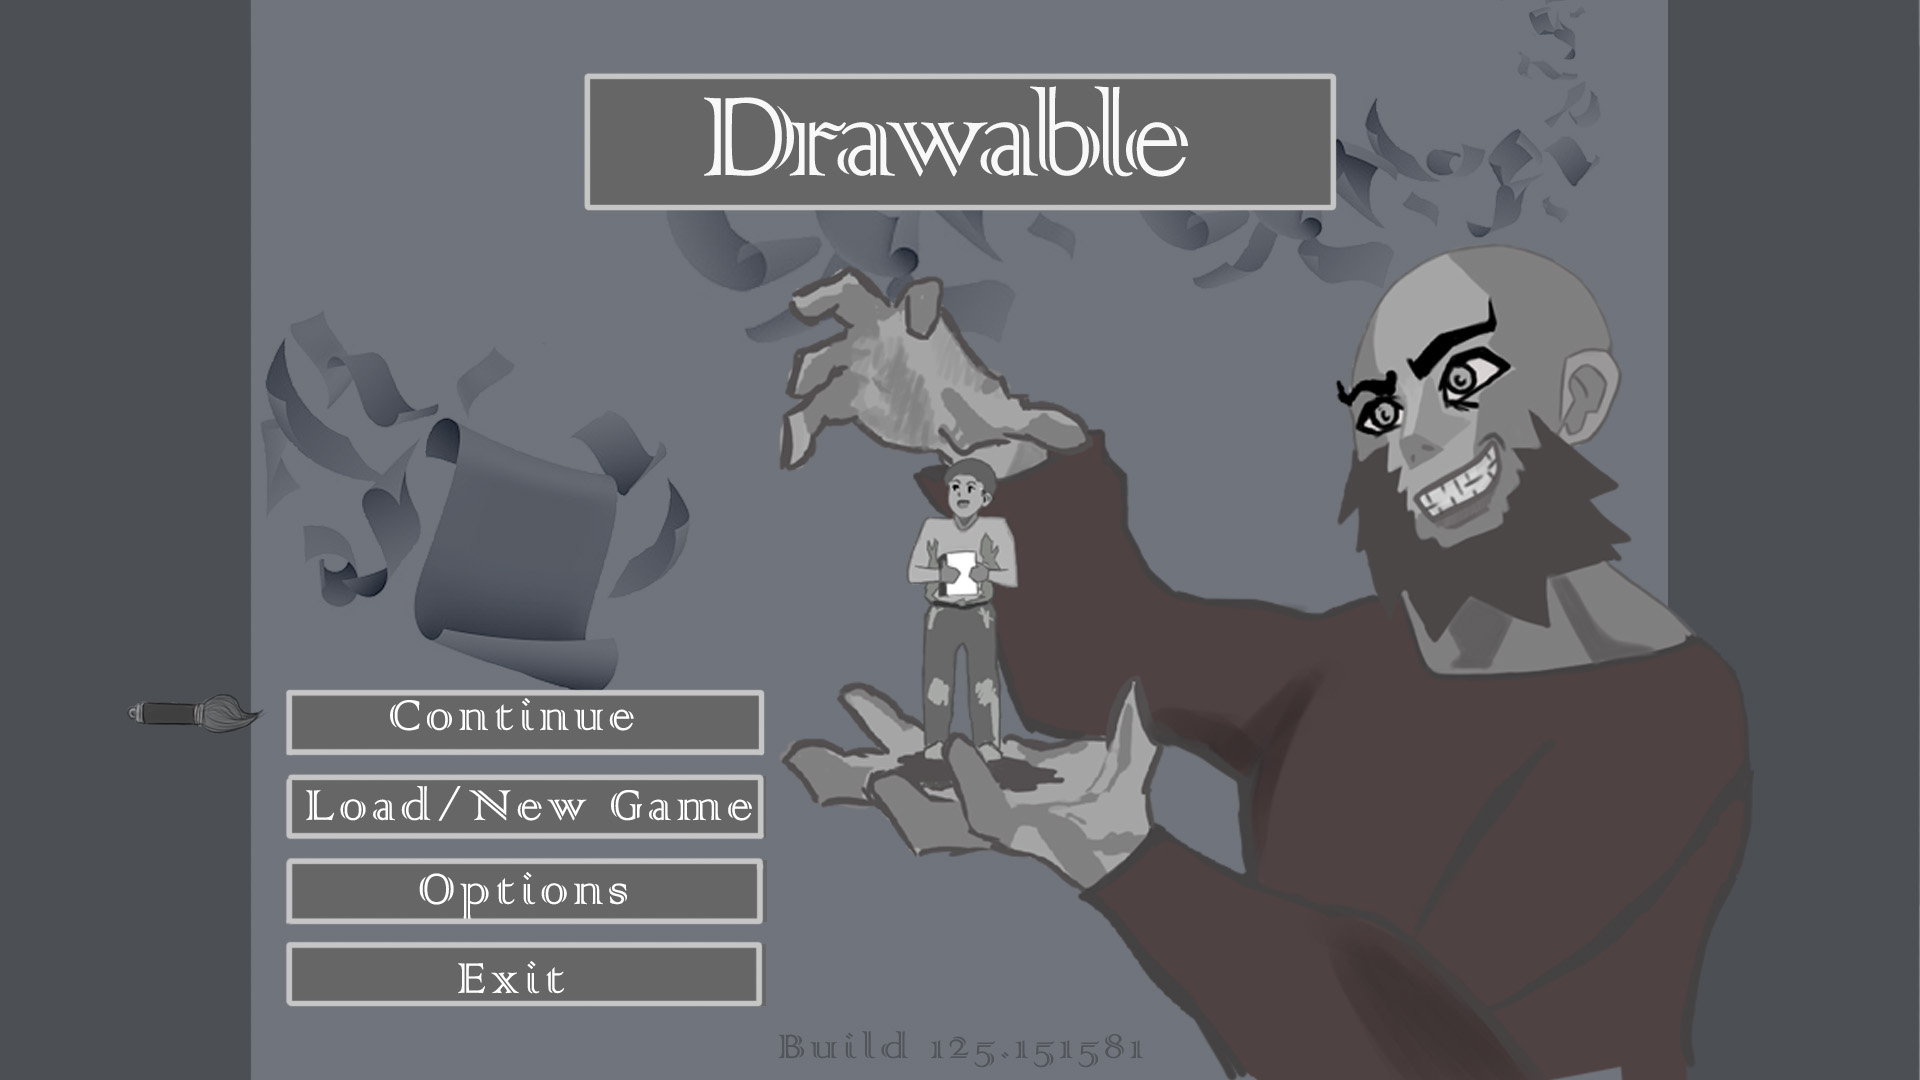 Drawable
Continue
Load/New Game
Options
Exit
Build 125.151581